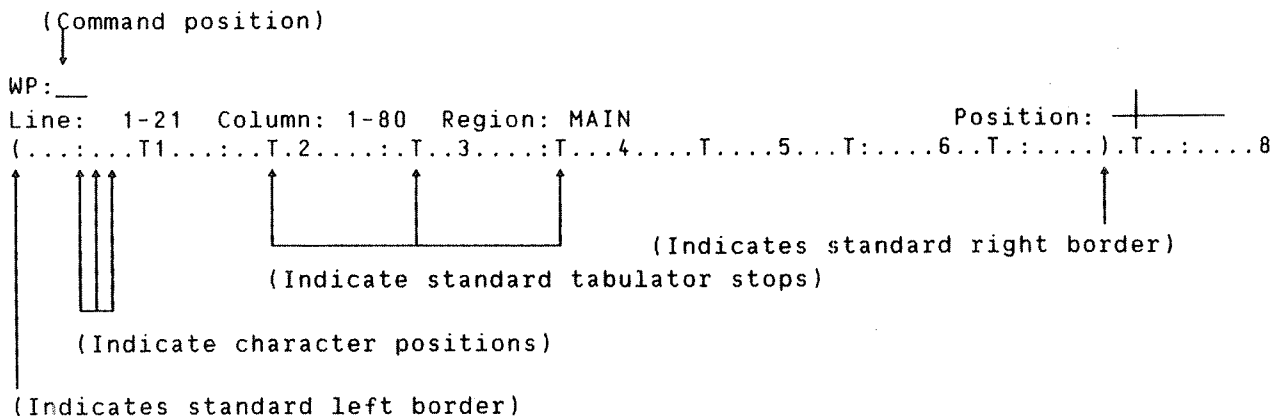 (Command position)
WP:__
Line:  1-21  Column: 1-80  Region: MAIN                    Position:
(...:...T1...:..T.2....:.T..3....:T...4....T....5...T:....6..T.:....).T..:....8
(Indicates standard right border)
(Indicate standard tabulator stops)
(Indicate character positions)
(Indicates standard left border)